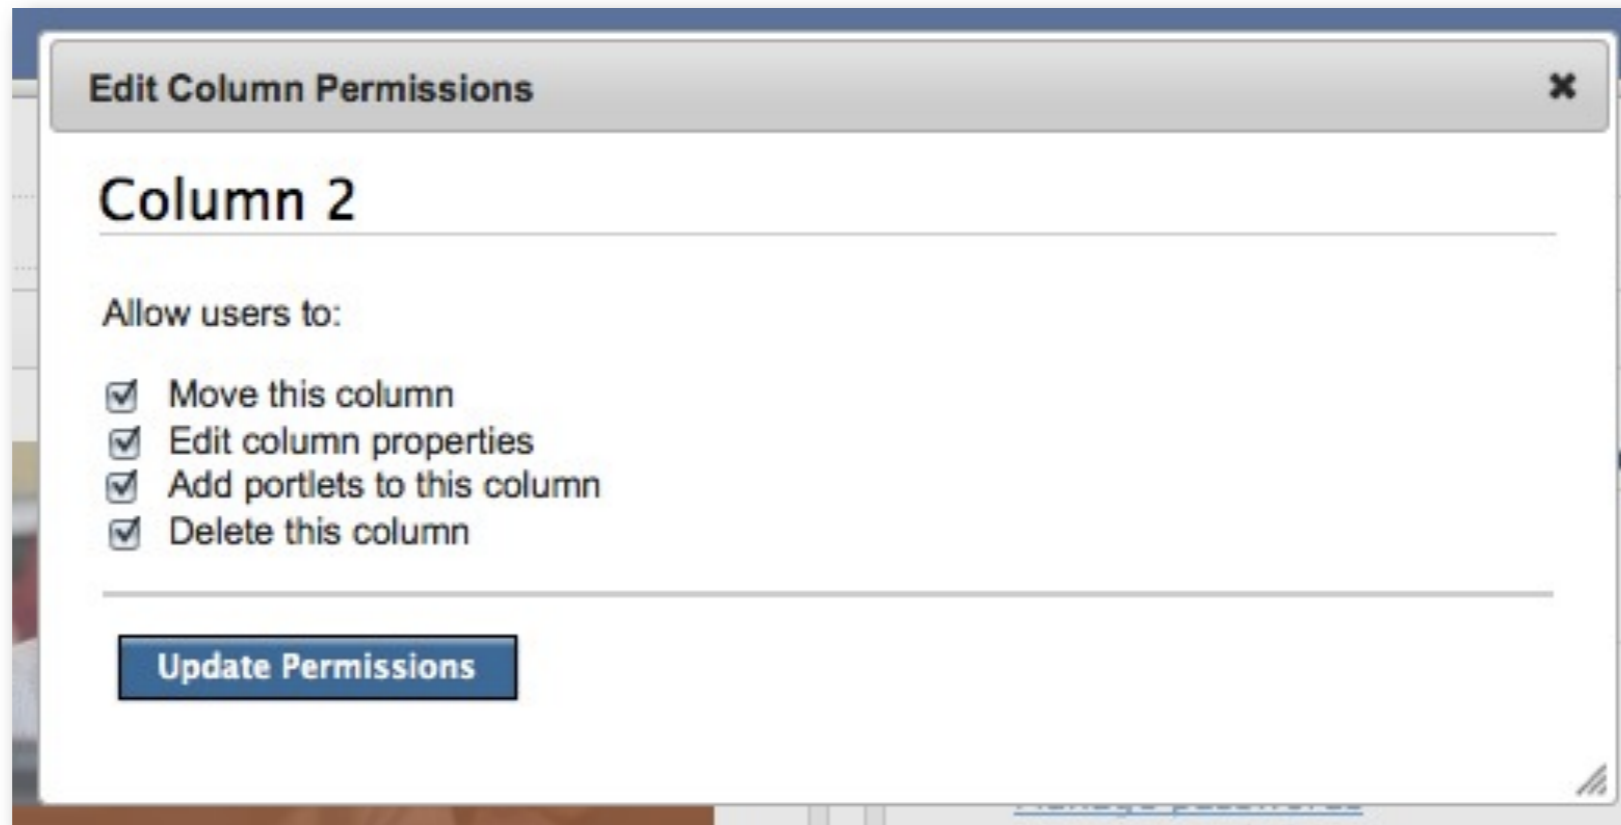 Edit Column Permissions
Column 2
Allow users to:
Move this column
Edit column properties
Add portlets to this column
Delete this column
Update Permissions